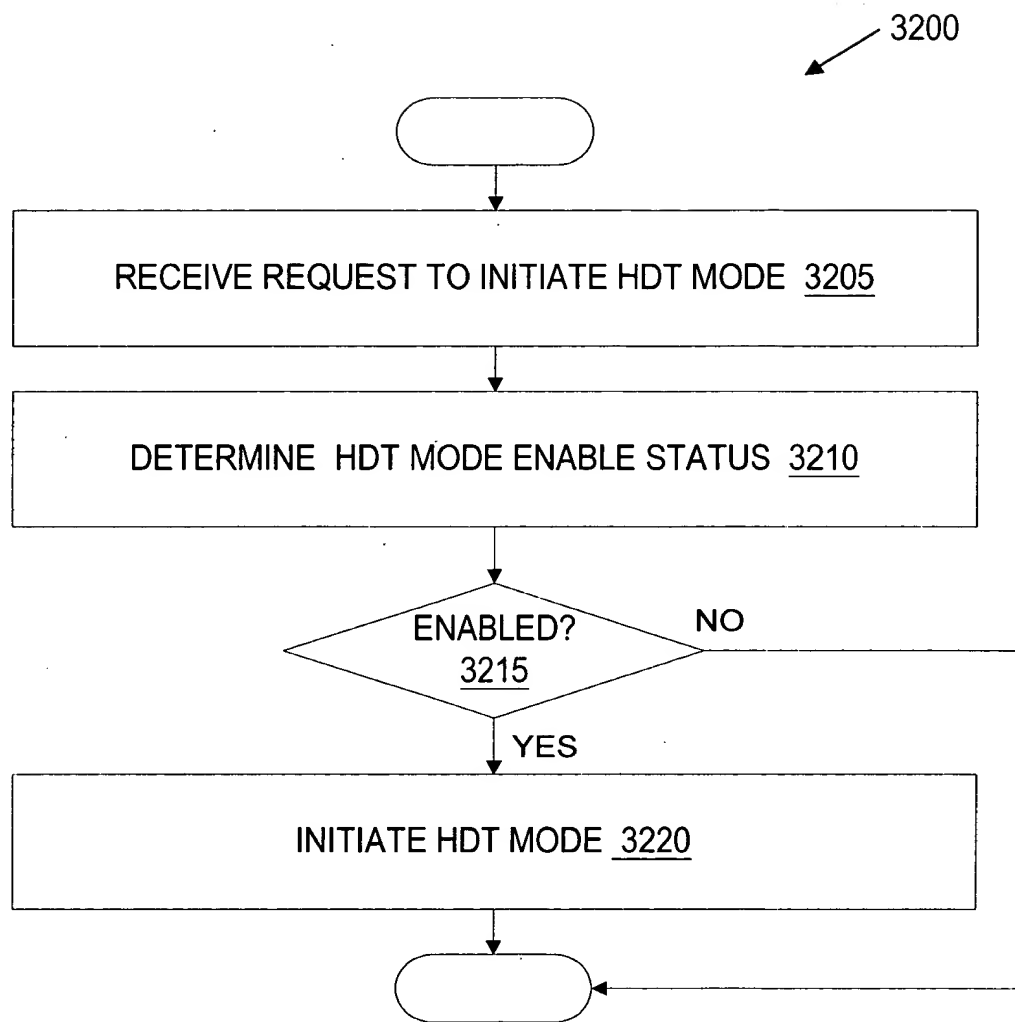 3200
RECEIVE REQUEST TO INITIATE HDT MODE 3205
DETERMINE HDT MODE ENABLE STATUS 3210
ENABLED?
3215
NO
YES
INITIATE HDT MODE 3220